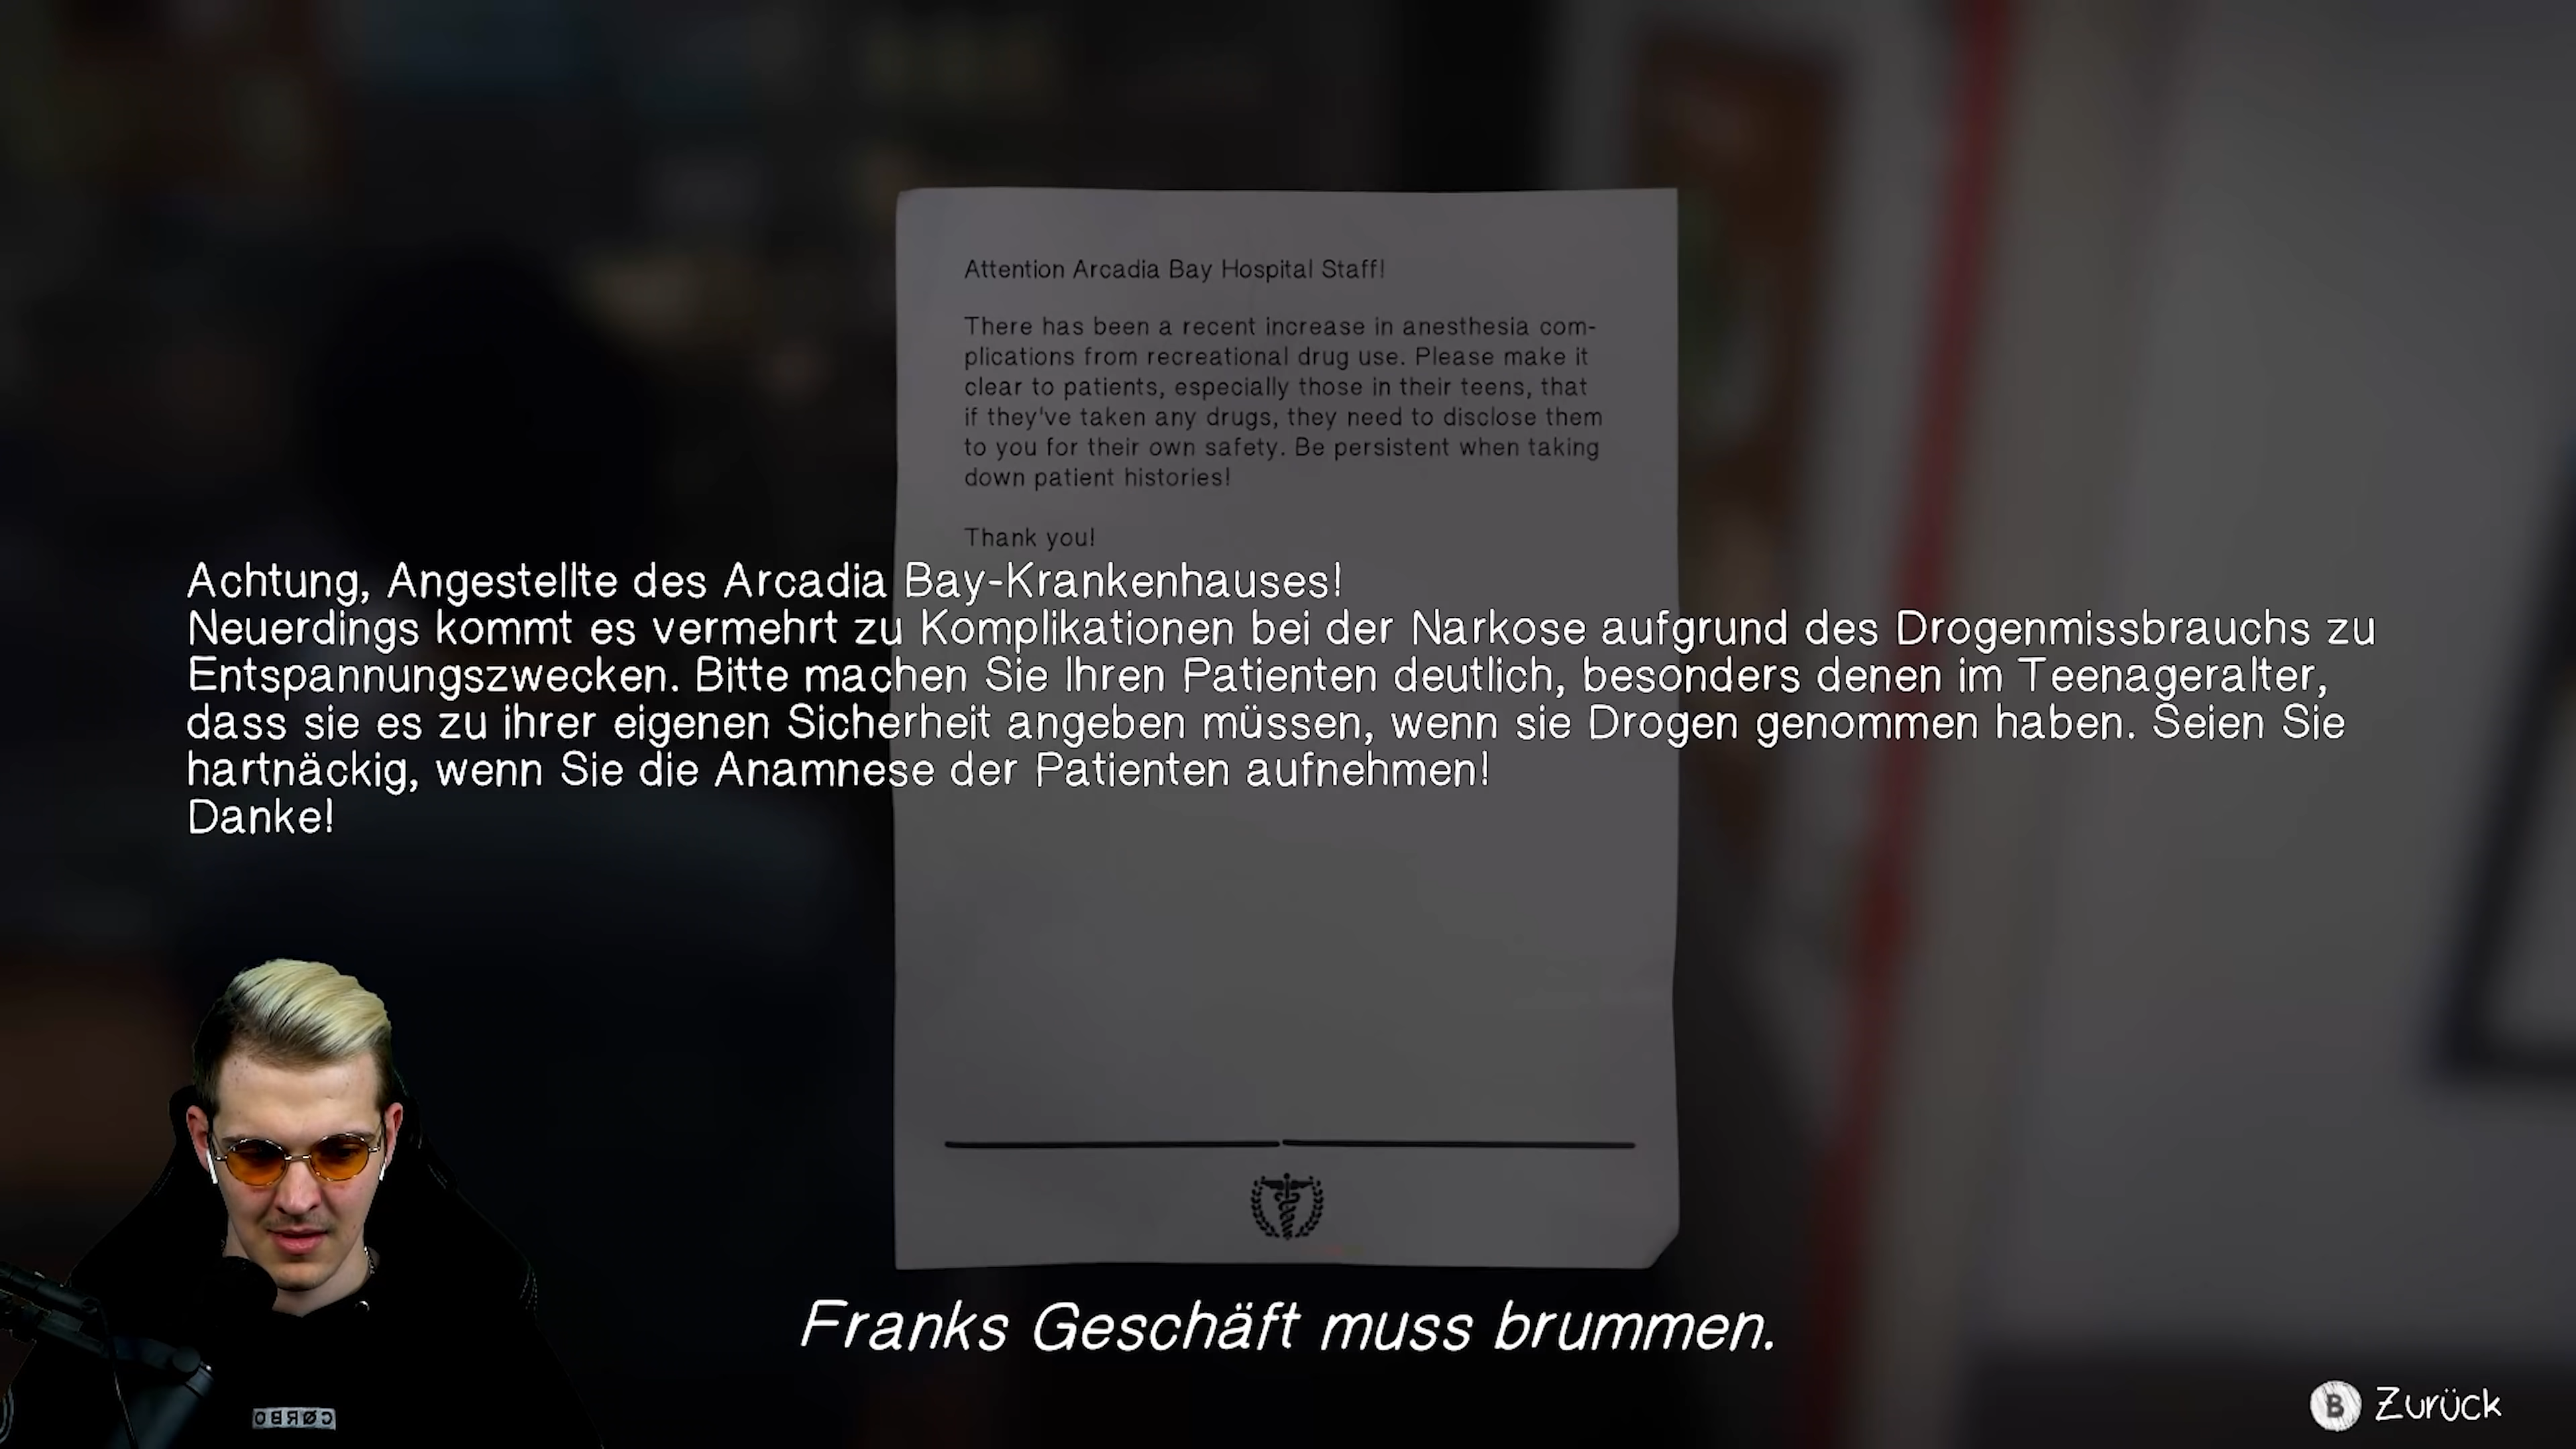 Attention Arcadia Bay Hospital Staff!
There has been a recent increase in anesthesia com-
plications from recreational drug use. Please make it
clear to patients, especially those in their teens, that
if they've taken any drugs, they need to disclose them
to you for their own safety. Be persistent when taking
down patient histories!
Thank you!
Achtung, Angestellte des Arcadia Bay-Krankenhauses!
Neuerdings kommt es vermehrt zu Komplikationen bei der Narkose aufgrund des Drogenmissbrauchs zu
Entspannungszwecken. Bitte machen Sie Ihren Patienten deutlich, besonders denen im Teenageralter,
dass sie es zu ihrer eigenen Sicherheit angeben müssen, wenn sie Drogen genommen haben. Seien Sie
hartnäckig, wenn Sie die Anamnese der Patienten aufnehmen!
Danke!
Franks Geschäft muss brummen.
B Zurück
CØRBO